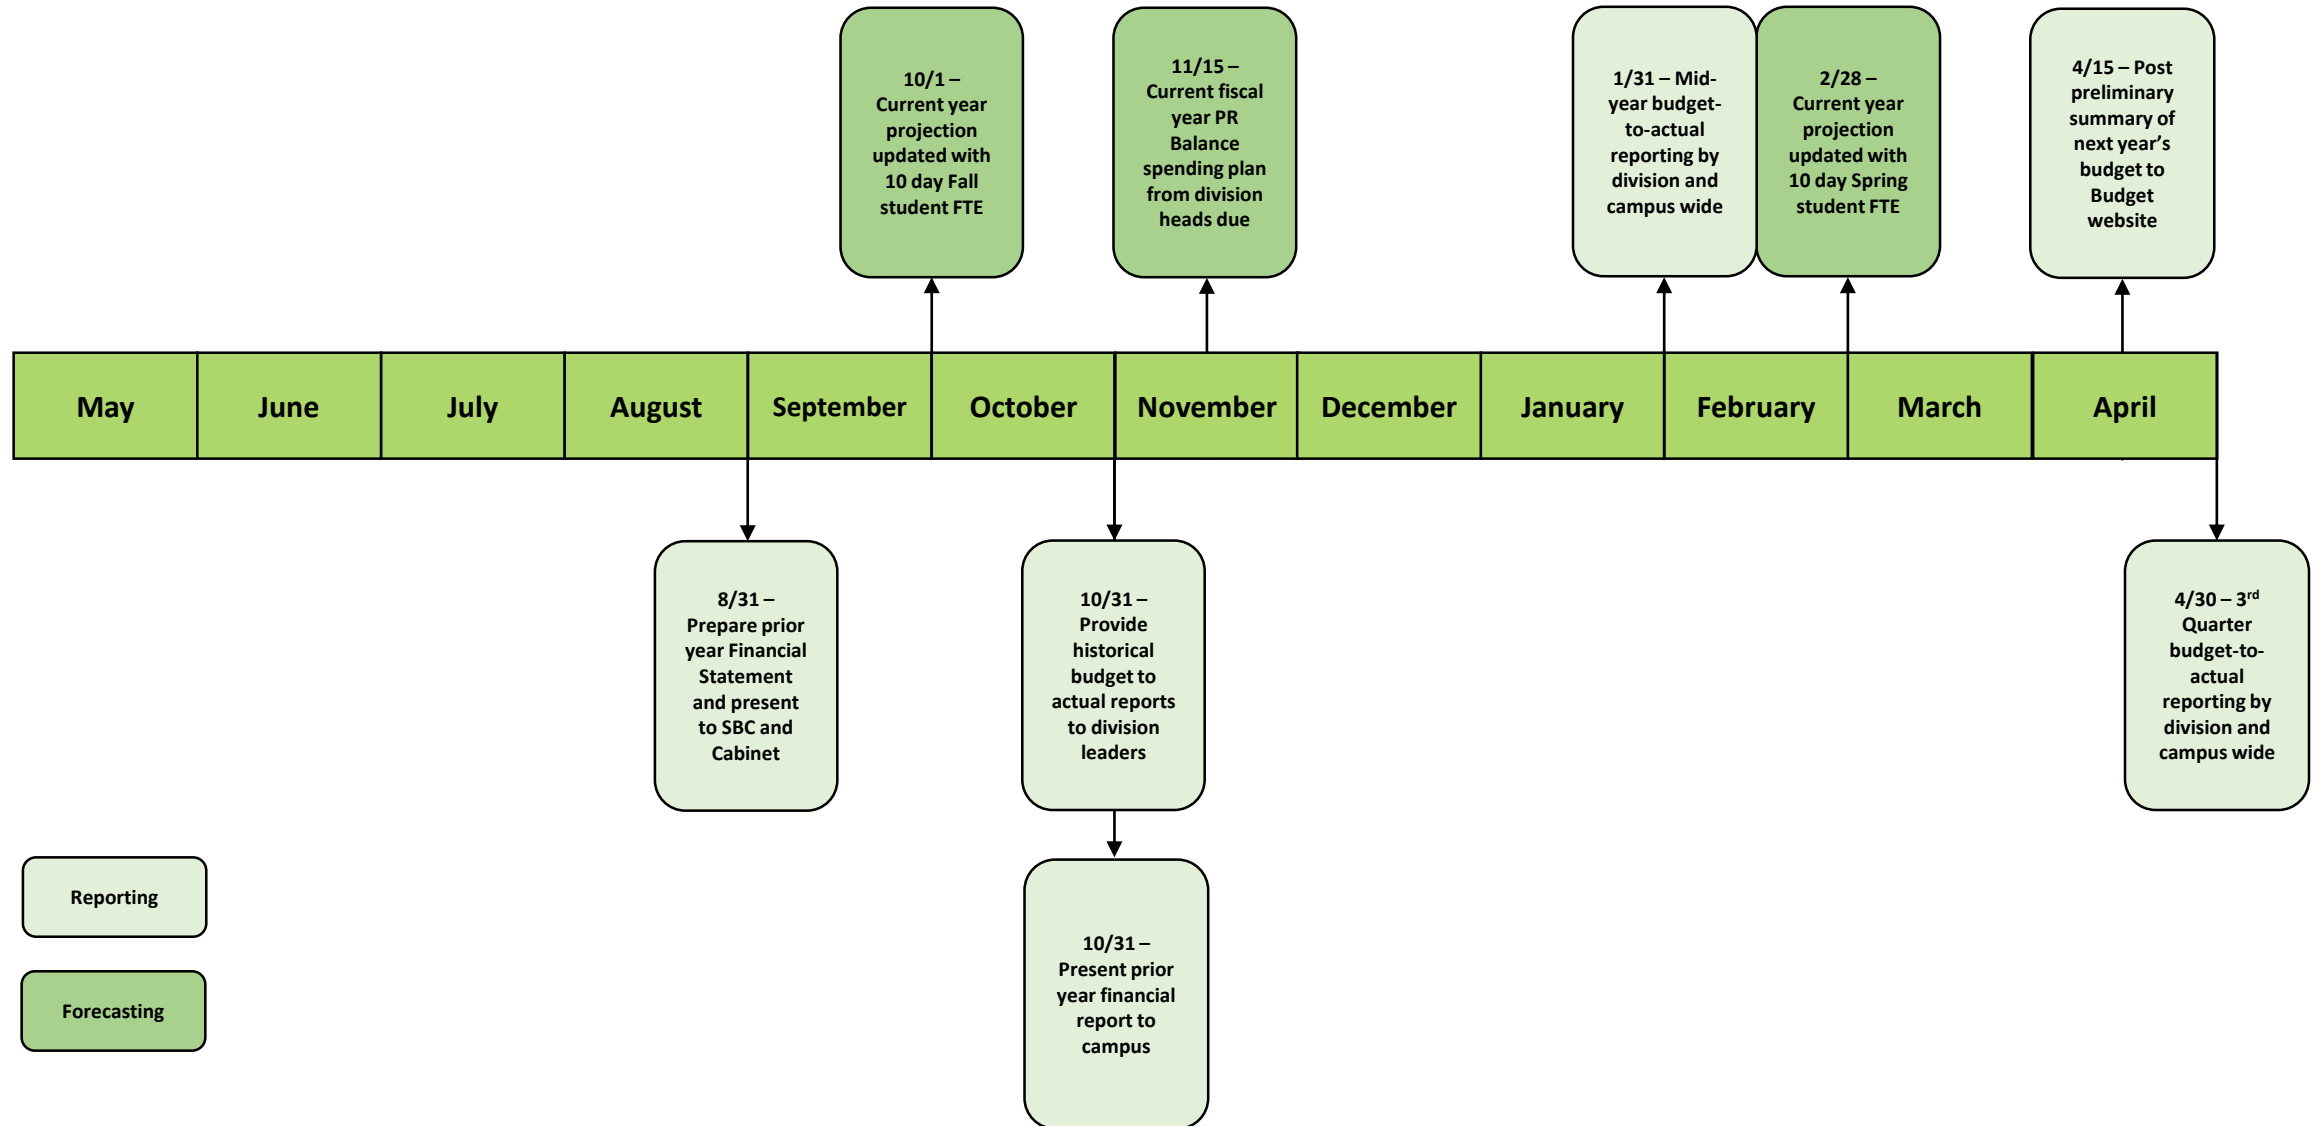 10/1 –
Current year
projection
updated with
10 day Fall
student FTE
11/15 –
Current fiscal
year PR
Balance
spending plan
from division
heads due
1/31 – Mid-
year budget-
to-actual
reporting by
division and
campus wide
2/28 –
Current year
projection
updated with
10 day Spring
student FTE
4/15 – Post
preliminary
summary of
next year’s
budget to
Budget
website
May
June
July
August
September
October
November
December
January
February
March
April
8/31 –
Prepare prior
year Financial
Statement
and present
to SBC and
Cabinet
10/31 –
Provide
historical
budget to
actual reports
to division
leaders
4/30 – 3rd
Quarter
budget-to-
actual
reporting by
division and
campus wide
10/31 –
Present prior
year financial
report to
campus
Reporting
Forecasting